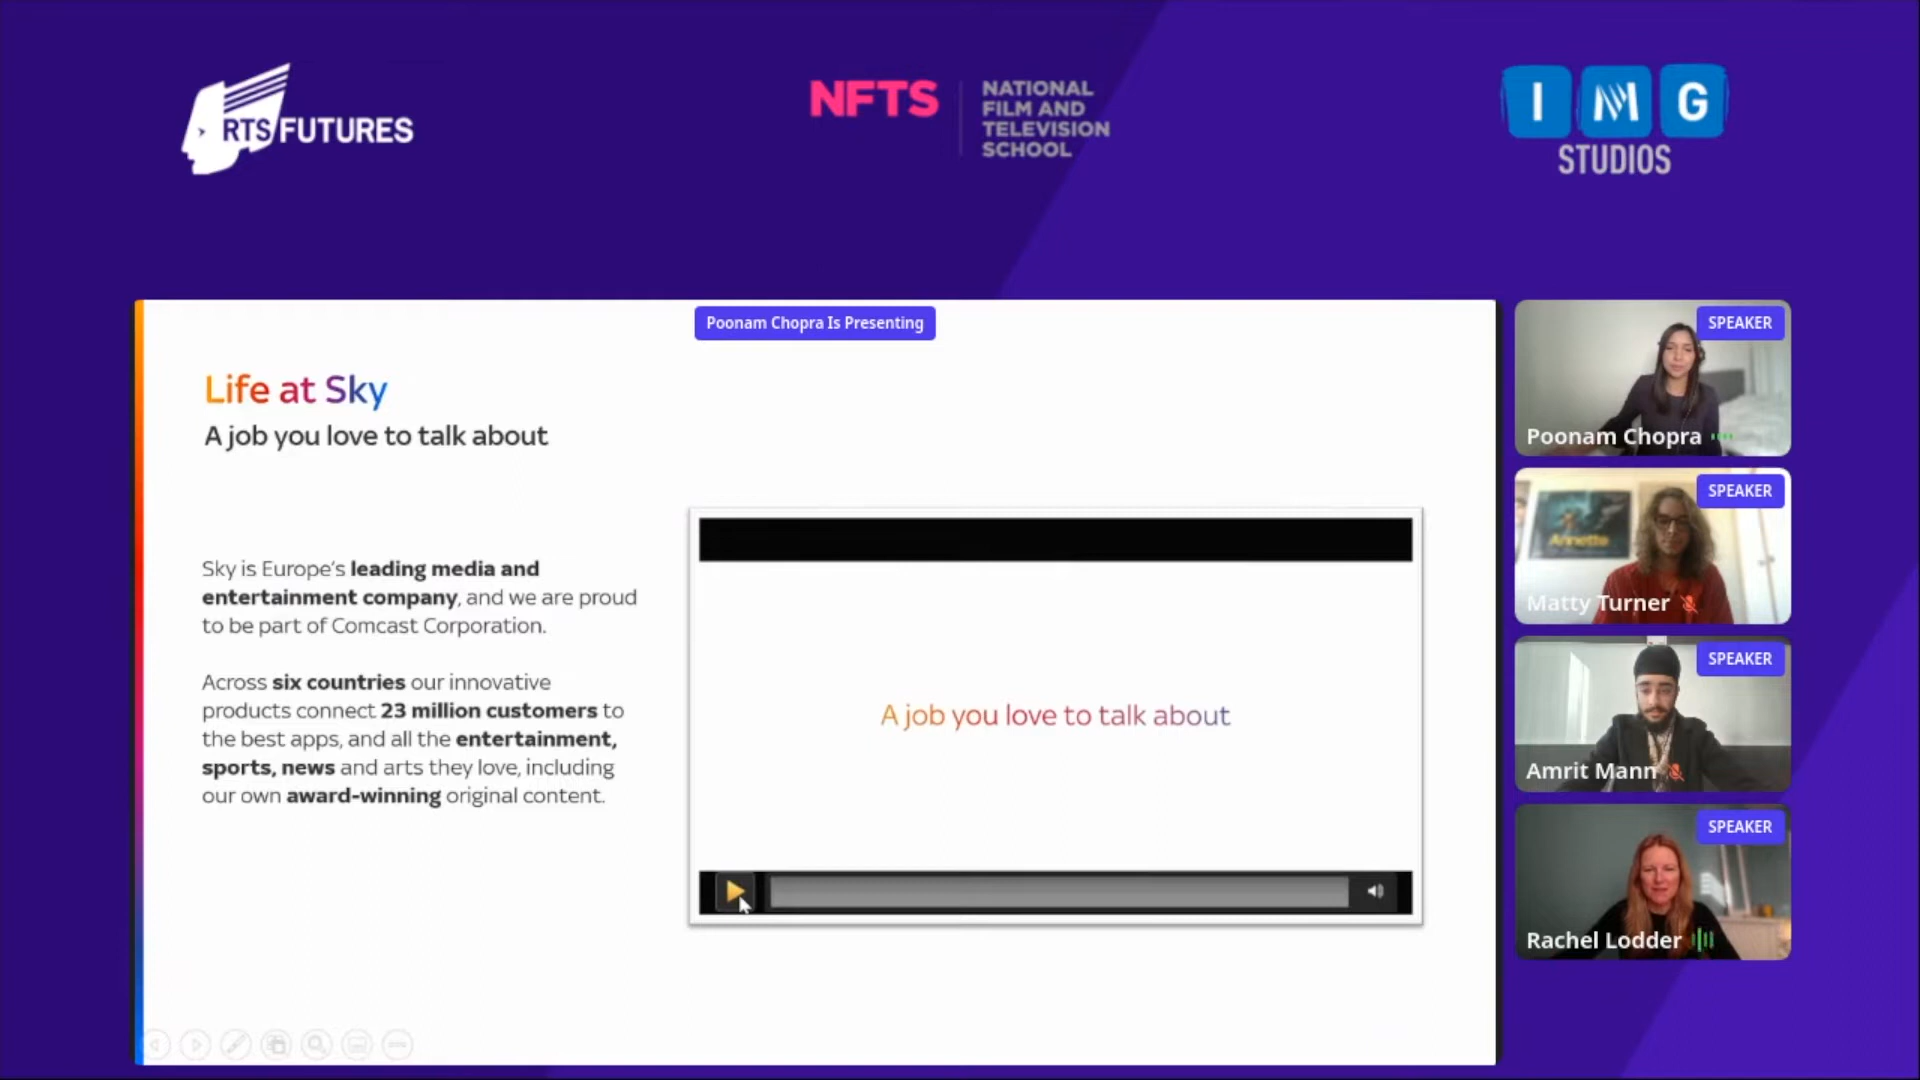 RTS FUTURES
NFTS
NATIONAL
FILM AND
TELEVISION
SCHOOL
IMG
STUDIOS
Poonam Chopra Is Presenting
Life at Sky
A job you love to talk about
Sky is Europe's leading media and
entertainment company, and we are proud
to be part of Comcast Corporation.
Across six countries our innovative
products connect 23 million customers to
the best apps, and all the entertainment,
sports, news and arts they love, including
our own award-winning original content.
A job you love to talk about
SPEAKER
Poonam Chopra
SPEAKER
Annette
Matty Turner
SPEAKER
Amrit Mann
SPEAKER
Rachel Lodder